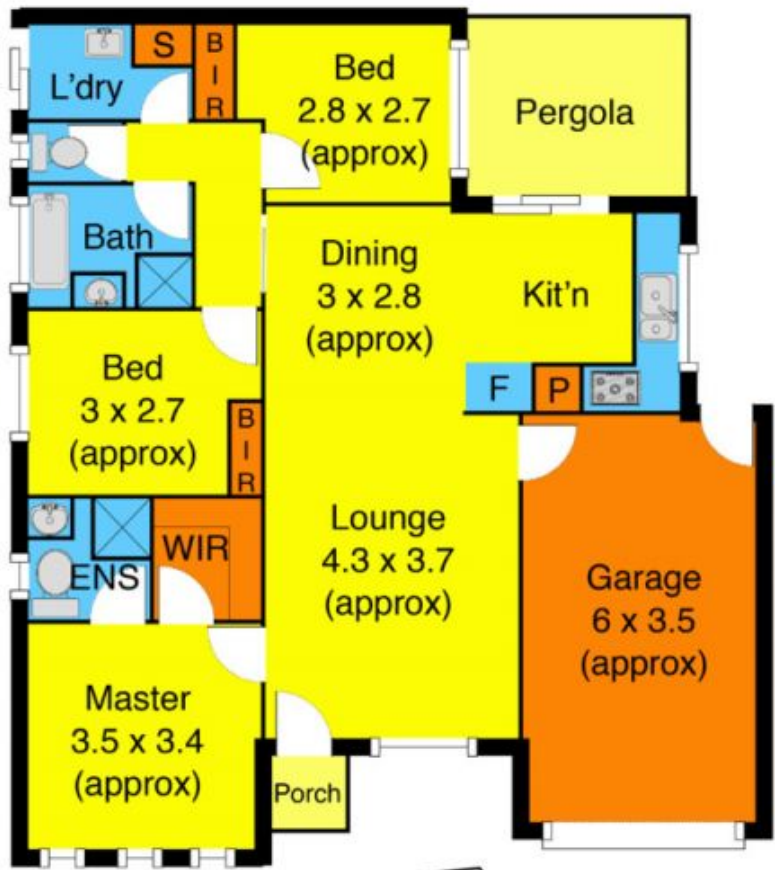 L'dry
S
B
I
R
Bed
2.8 x 2.7
(approx)
Pergola
Bath
Dining
3 x 2.8
(approx)
Kit'n
Bed
3 x 2.7
(approx)
B
I
R
F
P
ENS
WIR
Lounge
4.3 x 3.7
(approx)
Garage
6 x 3.5
(approx)
Master
3.5 x 3.4
(approx)
Porch